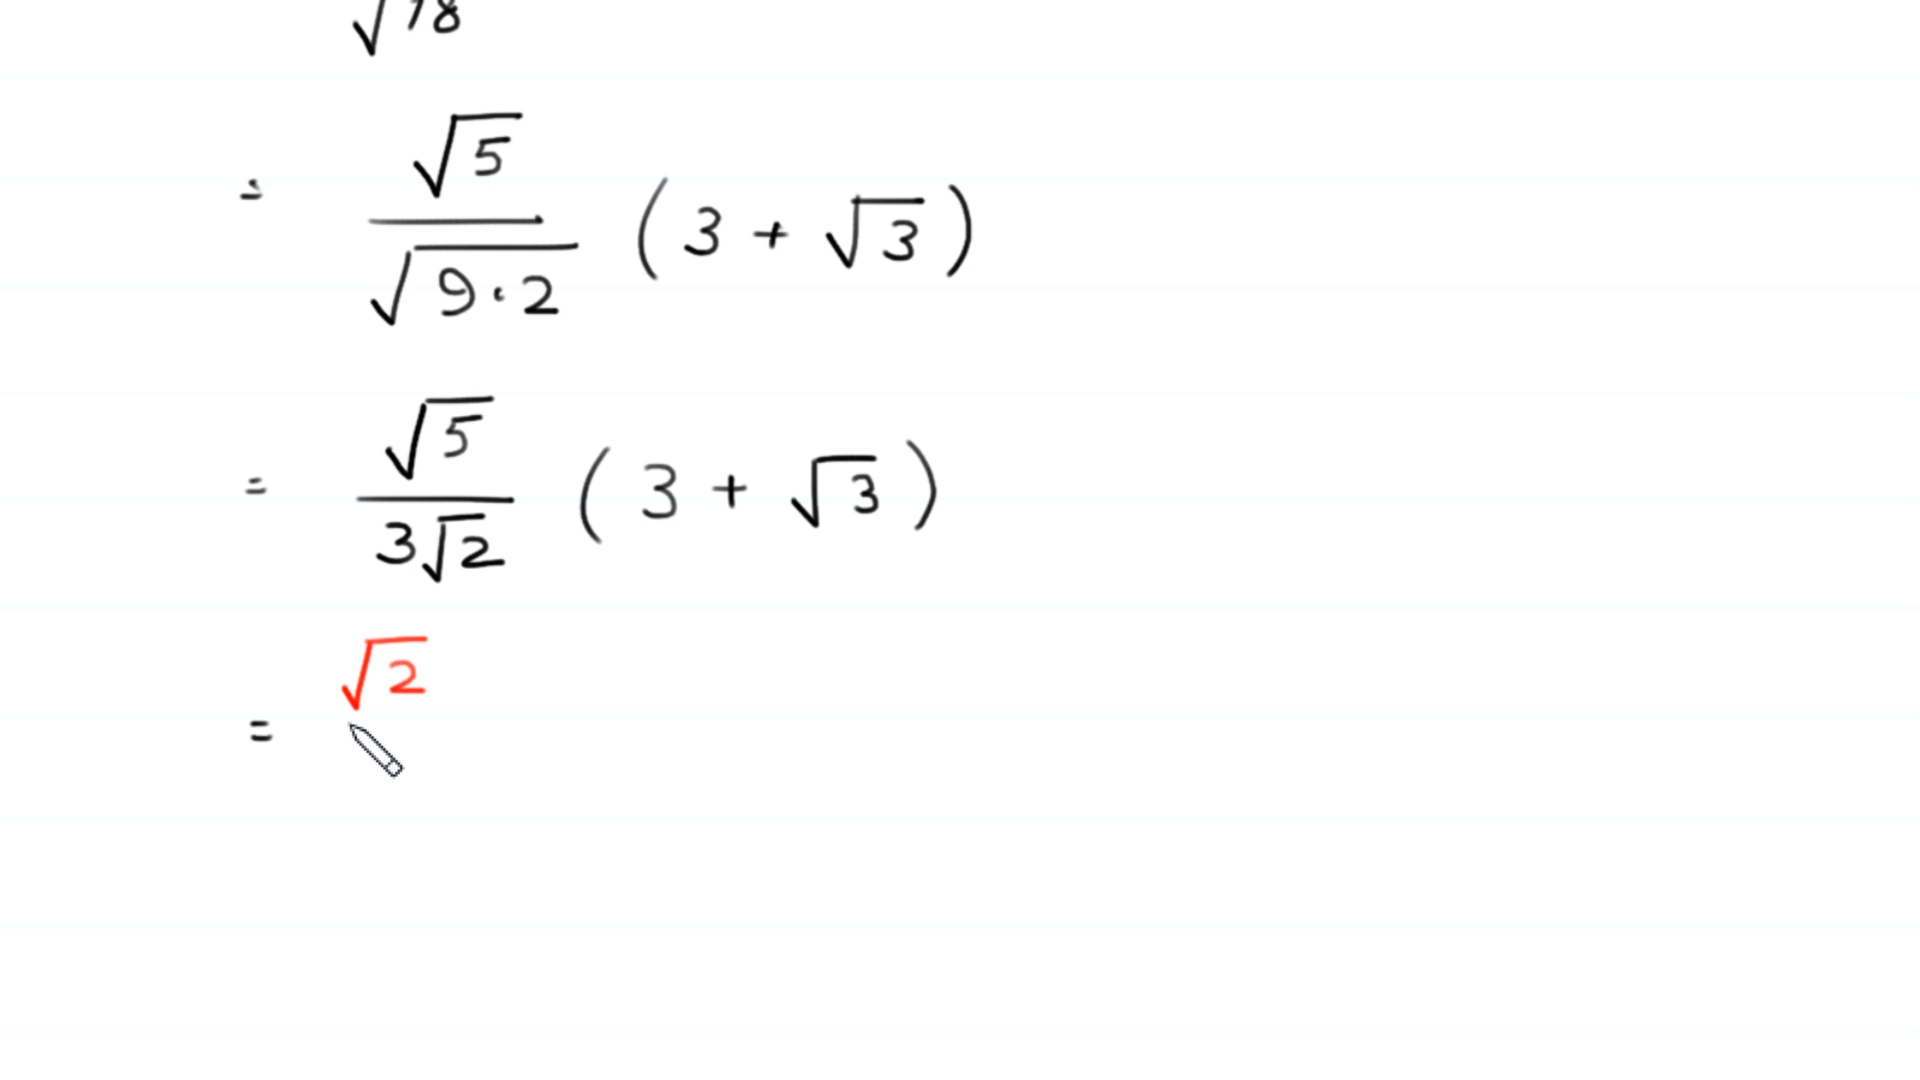 √18
= √5/√(9·2) (3 + √3)
= √5/(3√2) (3 + √3)
= √2